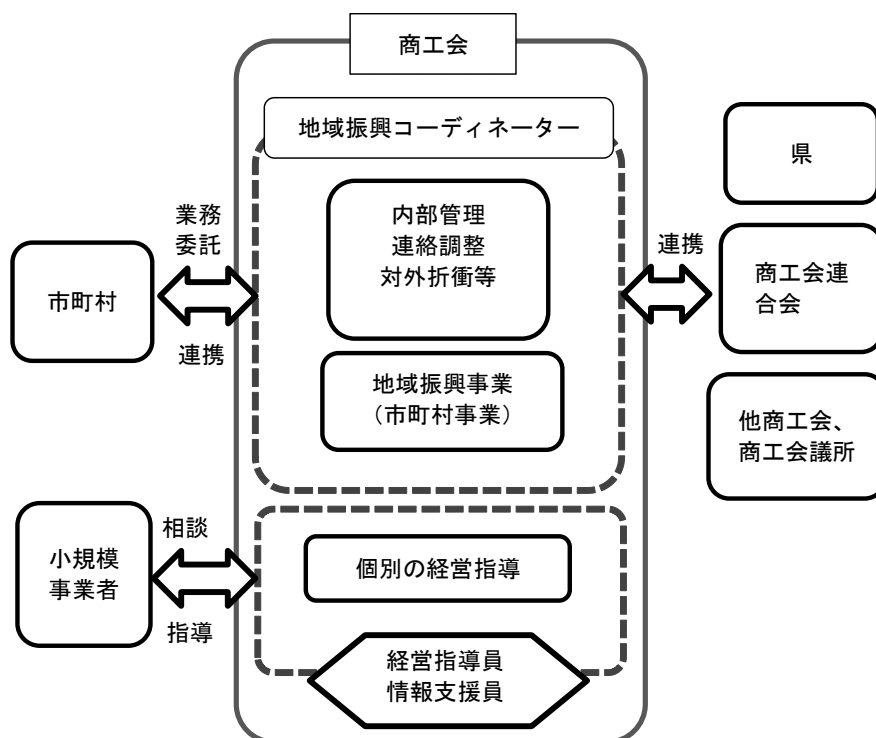 商工会
地域振興コーディネーター
内部管理
連絡調整
対外折衝等
地域振興事業
（市町村事業）
業務
委託
市町村
連携
連携
県
商工会連
合会
他商工会、
商工会議所
相談
小規模
事業者
指導
個別の経営指導
経営指導員
情報支援員